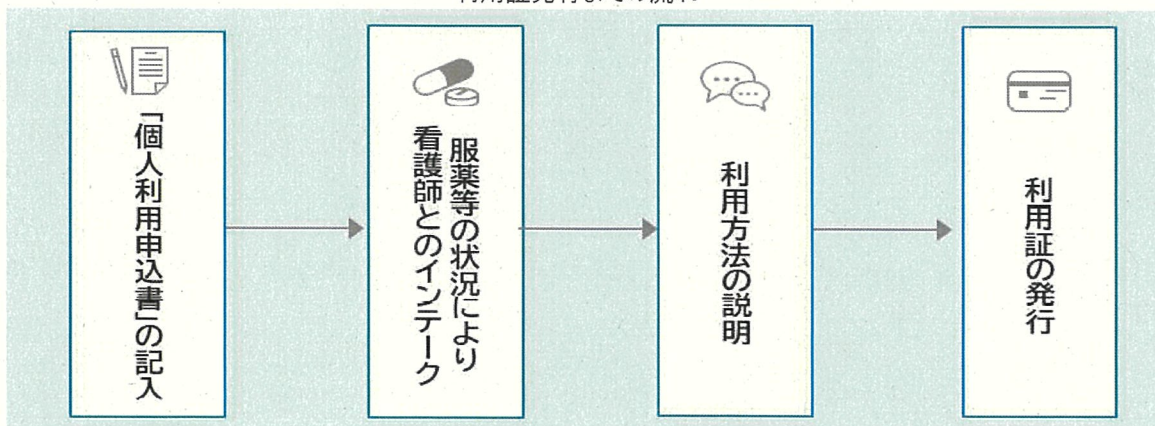 「個人利用申込書」の記入
服薬等の状況により
看護師とのインテーク
利用方法の説明
利用証の発行